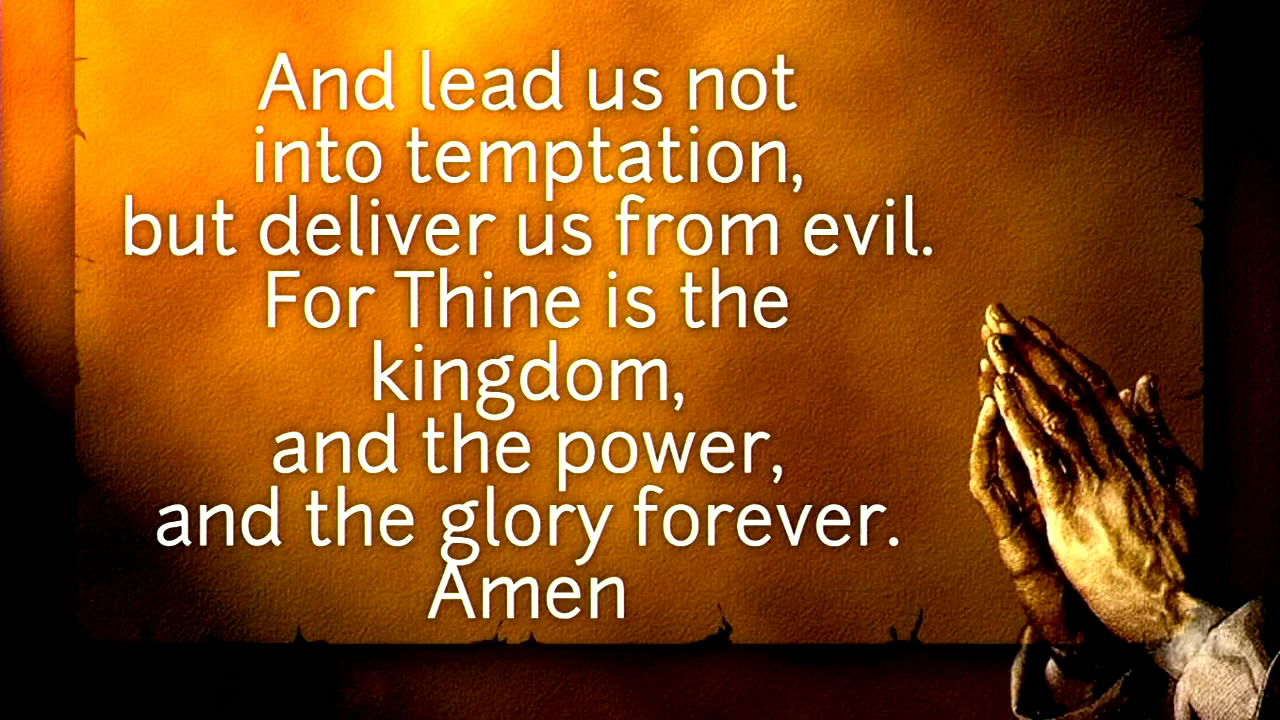 And lead us not
into temptation,
but deliver us from evil.
For Thine is the
kingdom,
and the power,
and the glory forever.
Amen